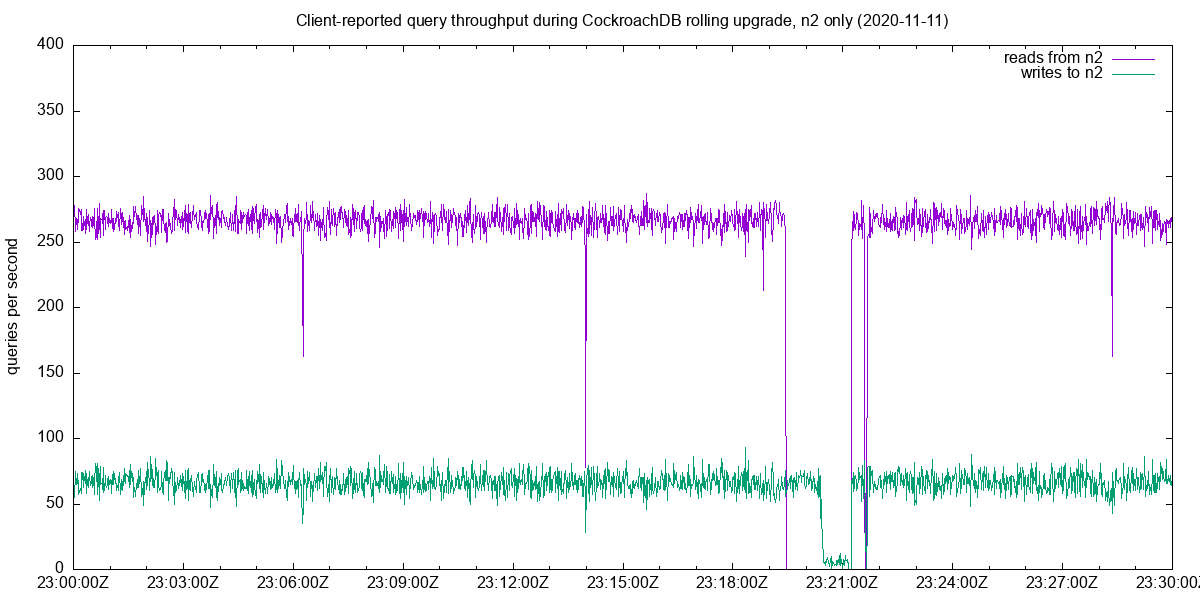 Client-reported query throughput during CockroachDB rolling upgrade, n2 only (2020-11-11)
400
350
300
250
200
150
100
50
0
queries per second
reads from n2
writes to n2
23:00:00Z 23:03:00Z 23:06:00Z 23:09:00Z 23:12:00Z 23:15:00Z 23:18:00Z 23:21:00Z 23:24:00Z 23:27:00Z 23:30:00Z